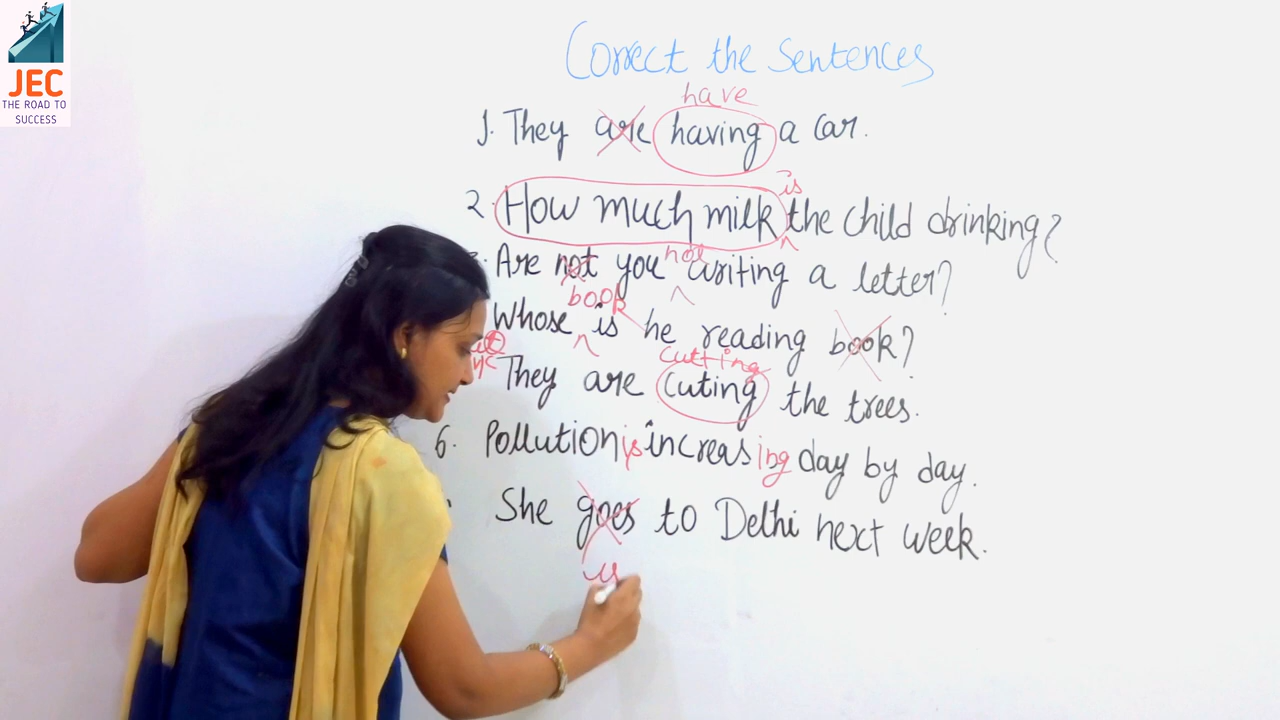 JEC
THE ROAD TO
SUCCESS
Correct the Sentences
have
1. They are having a car.
is
2. How much milk the child drinking?
Are not you not writing a letter?
book
Whose is he reading book?
cutting
They are cuting the trees.
6. Pollution is increasing day by day.
She goes to Delhi next week.
is